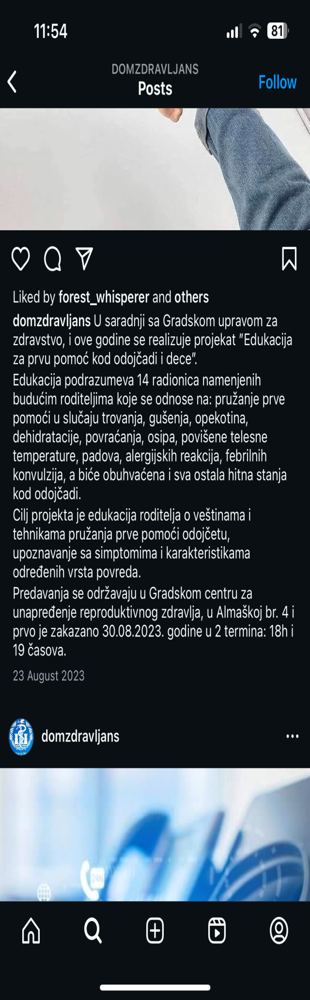 11:54
81
DOMZDRAVLJANS
Posts
Follow
Liked by forest_whisperer and others
domzdravljans U saradnji sa Gradskom upravom za
zdravstvo, i ove godine se realizuje projekat "Edukacija
za prvu pomoć kod odojčadi i dece".
Edukacija podrazumeva 14 radionica namenjenih
budućim roditeljima koje se odnose na: pružanje prve
pomoći u slučaju trovanja, gušenja, opekotina,
dehidratacije, povraćanja, osipa, povišene telesne
temperature, padova, alergijskih reakcija, febrilnih
konvulzija, a biće obuhvaćena i sva ostala hitna stanja
kod odojčadi.
Cilj projekta je edukacija roditelja o veštinama i
tehnikama pružanja prve pomoći odojčetu,
upoznavanje sa simptomima i karakteristikama
određenih vrsta povreda.
Predavanja se održavaju u Gradskom centru za
unapređenje reproduktivnog zdravlja, u Almaškoj br. 4 i
prvo je zakazano 30.08.2023. godine u 2 termina: 18h i
19 časova.
23 August 2023
domzdravljans
24H